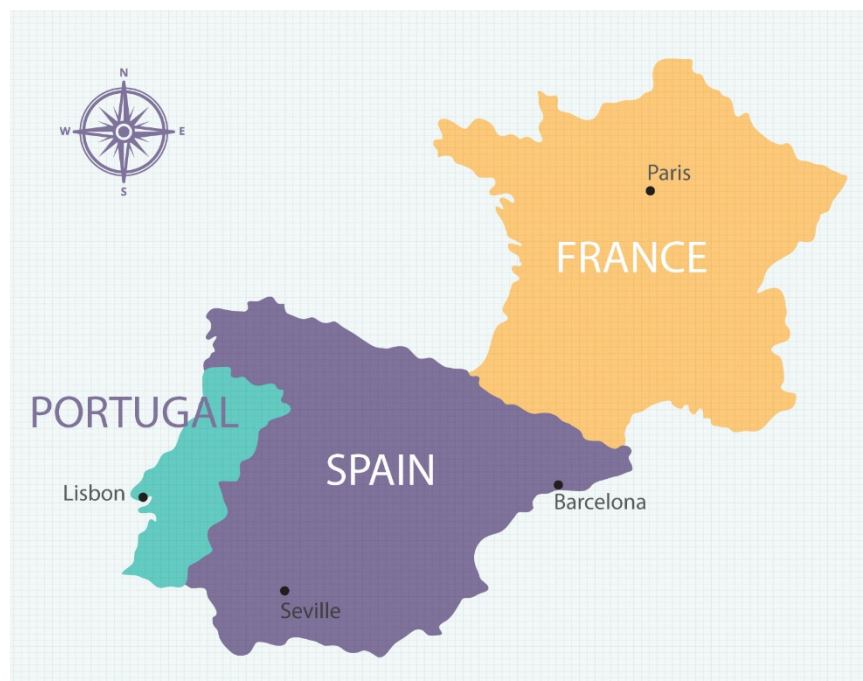 N
W E
S
Paris
FRANCE
PORTUGAL
SPAIN
Lisbon
Barcelona
Seville